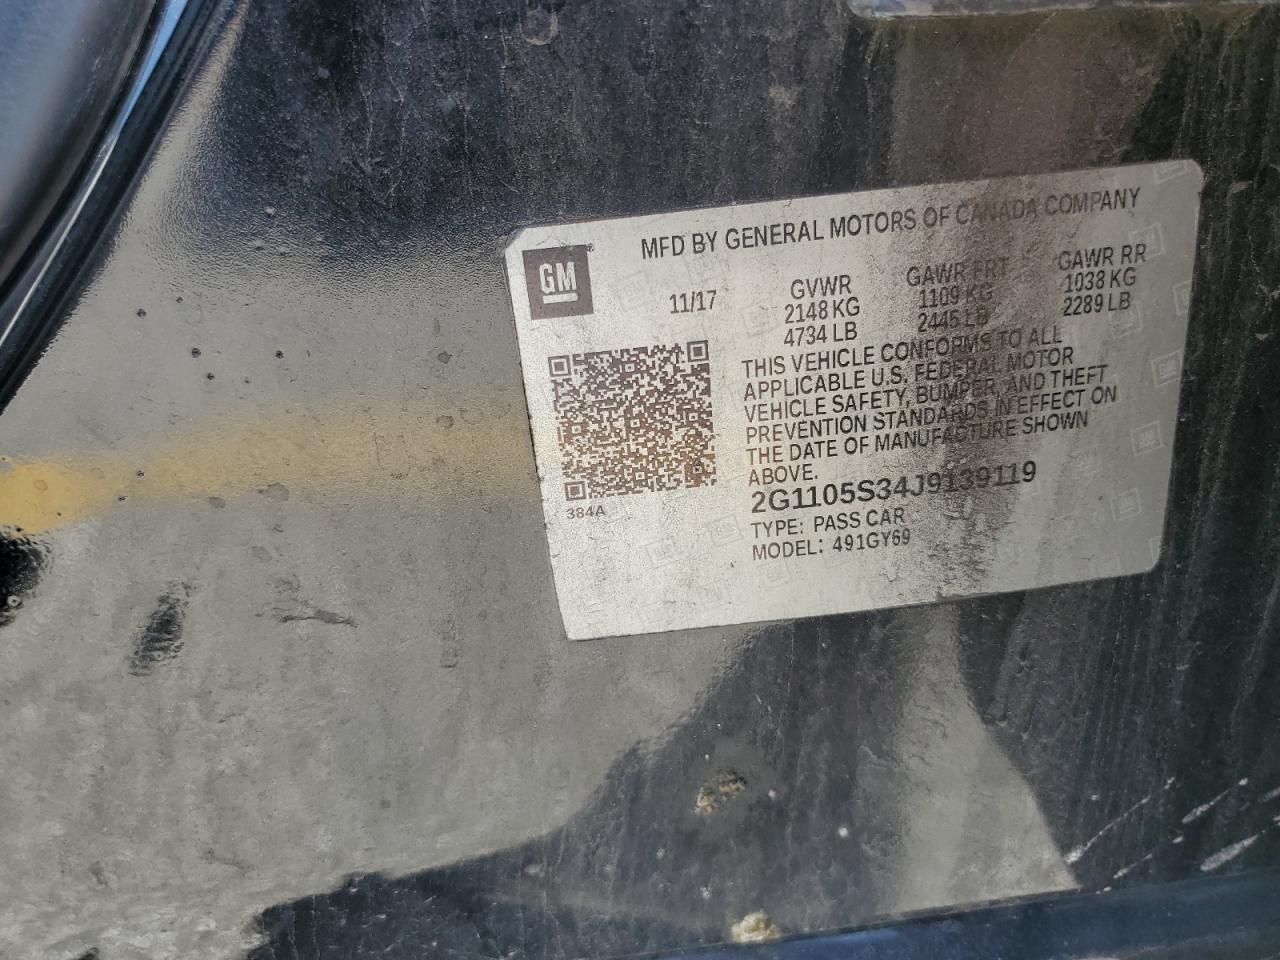 MFD BY GENERAL MOTORS OF CANADA COMPANY
GM
11/17
GVWR GAWR FRT GAWR RR
2148 KG 1109 KG 1038 KG
4734 LB 2445 LB 2289 LB
THIS VEHICLE CONFORMS TO ALL
APPLICABLE U.S. FEDERAL MOTOR
VEHICLE SAFETY, BUMPER, AND THEFT
PREVENTION STANDARDS IN EFFECT ON
THE DATE OF MANUFACTURE SHOWN
ABOVE.
384A
2G1105S34J9139119
TYPE: PASS CAR
MODEL: 491GY69